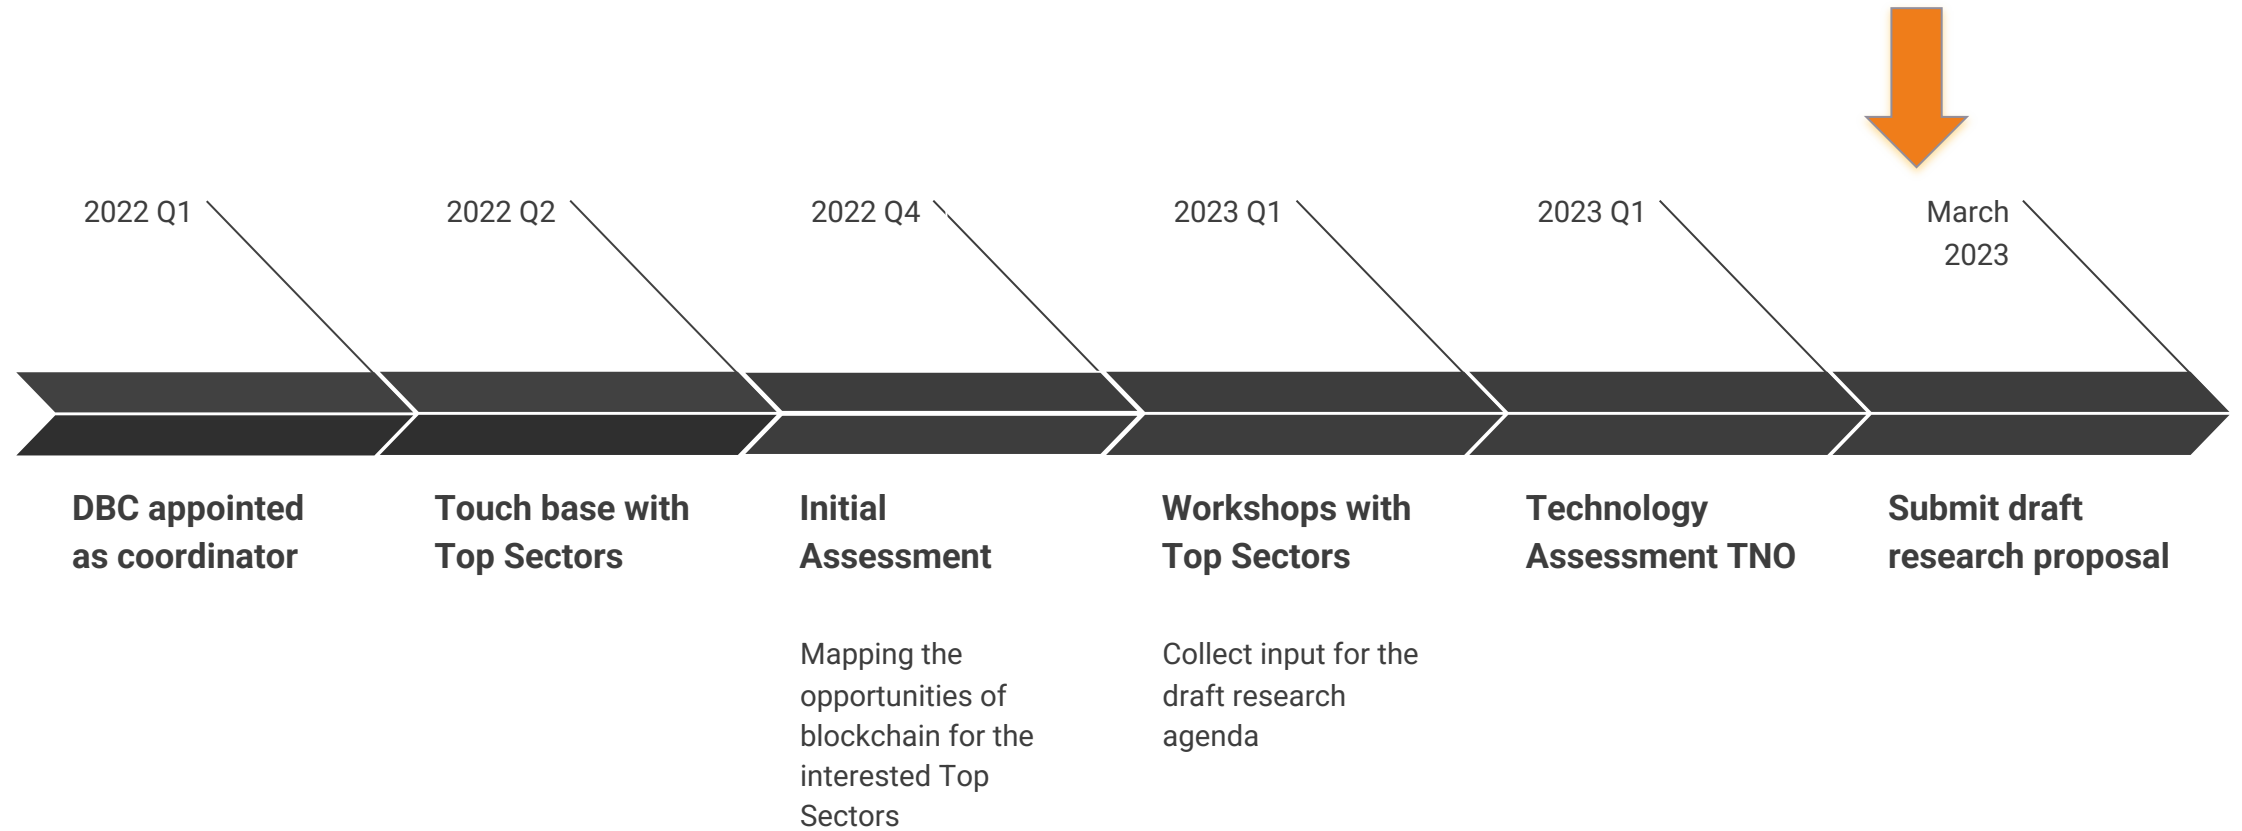 2022 Q1
2022 Q2
2022 Q4
2023 Q1
2023 Q1
March
2023
DBC appointed
as coordinator
Touch base with
Top Sectors
Initial
Assessment
Mapping the
opportunities of
blockchain for the
interested Top
Sectors
Workshops with
Top Sectors
Collect input for the
draft research
agenda
Technology
Assessment TNO
Submit draft
research proposal